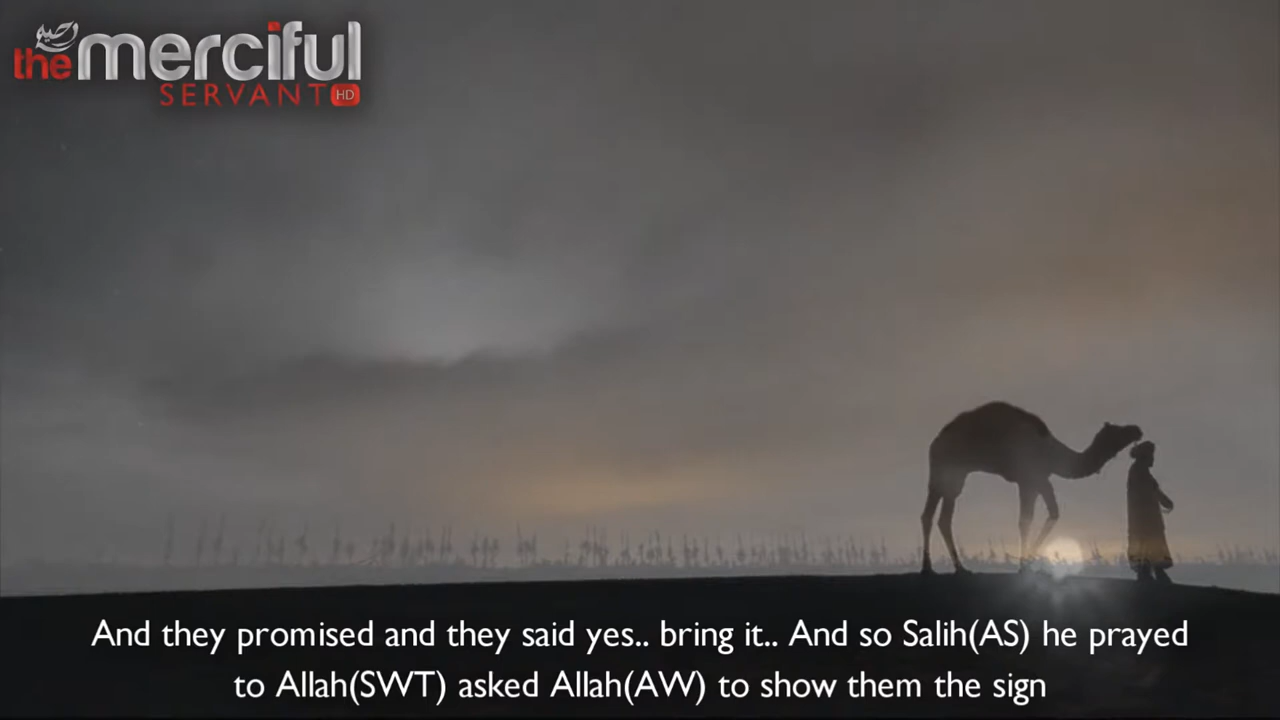 the merciful
SERVANT HD
And they promised and they said yes.. bring it.. And so Salih(AS) he prayed
to Allah(SWT) asked Allah(AW) to show them the sign